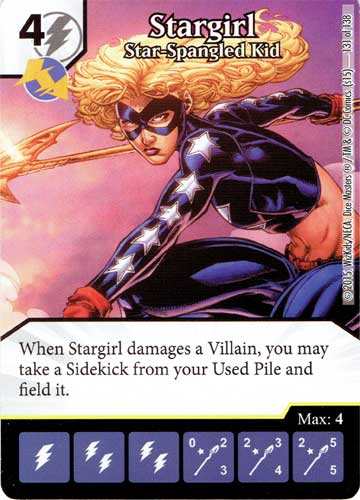 4
Stargirl
Star-Spangled Kid
When Stargirl damages a Villain, you may
take a Sidekick from your Used Pile and
field it.
Max: 4
0 2 3
2 3 4
2 5 5